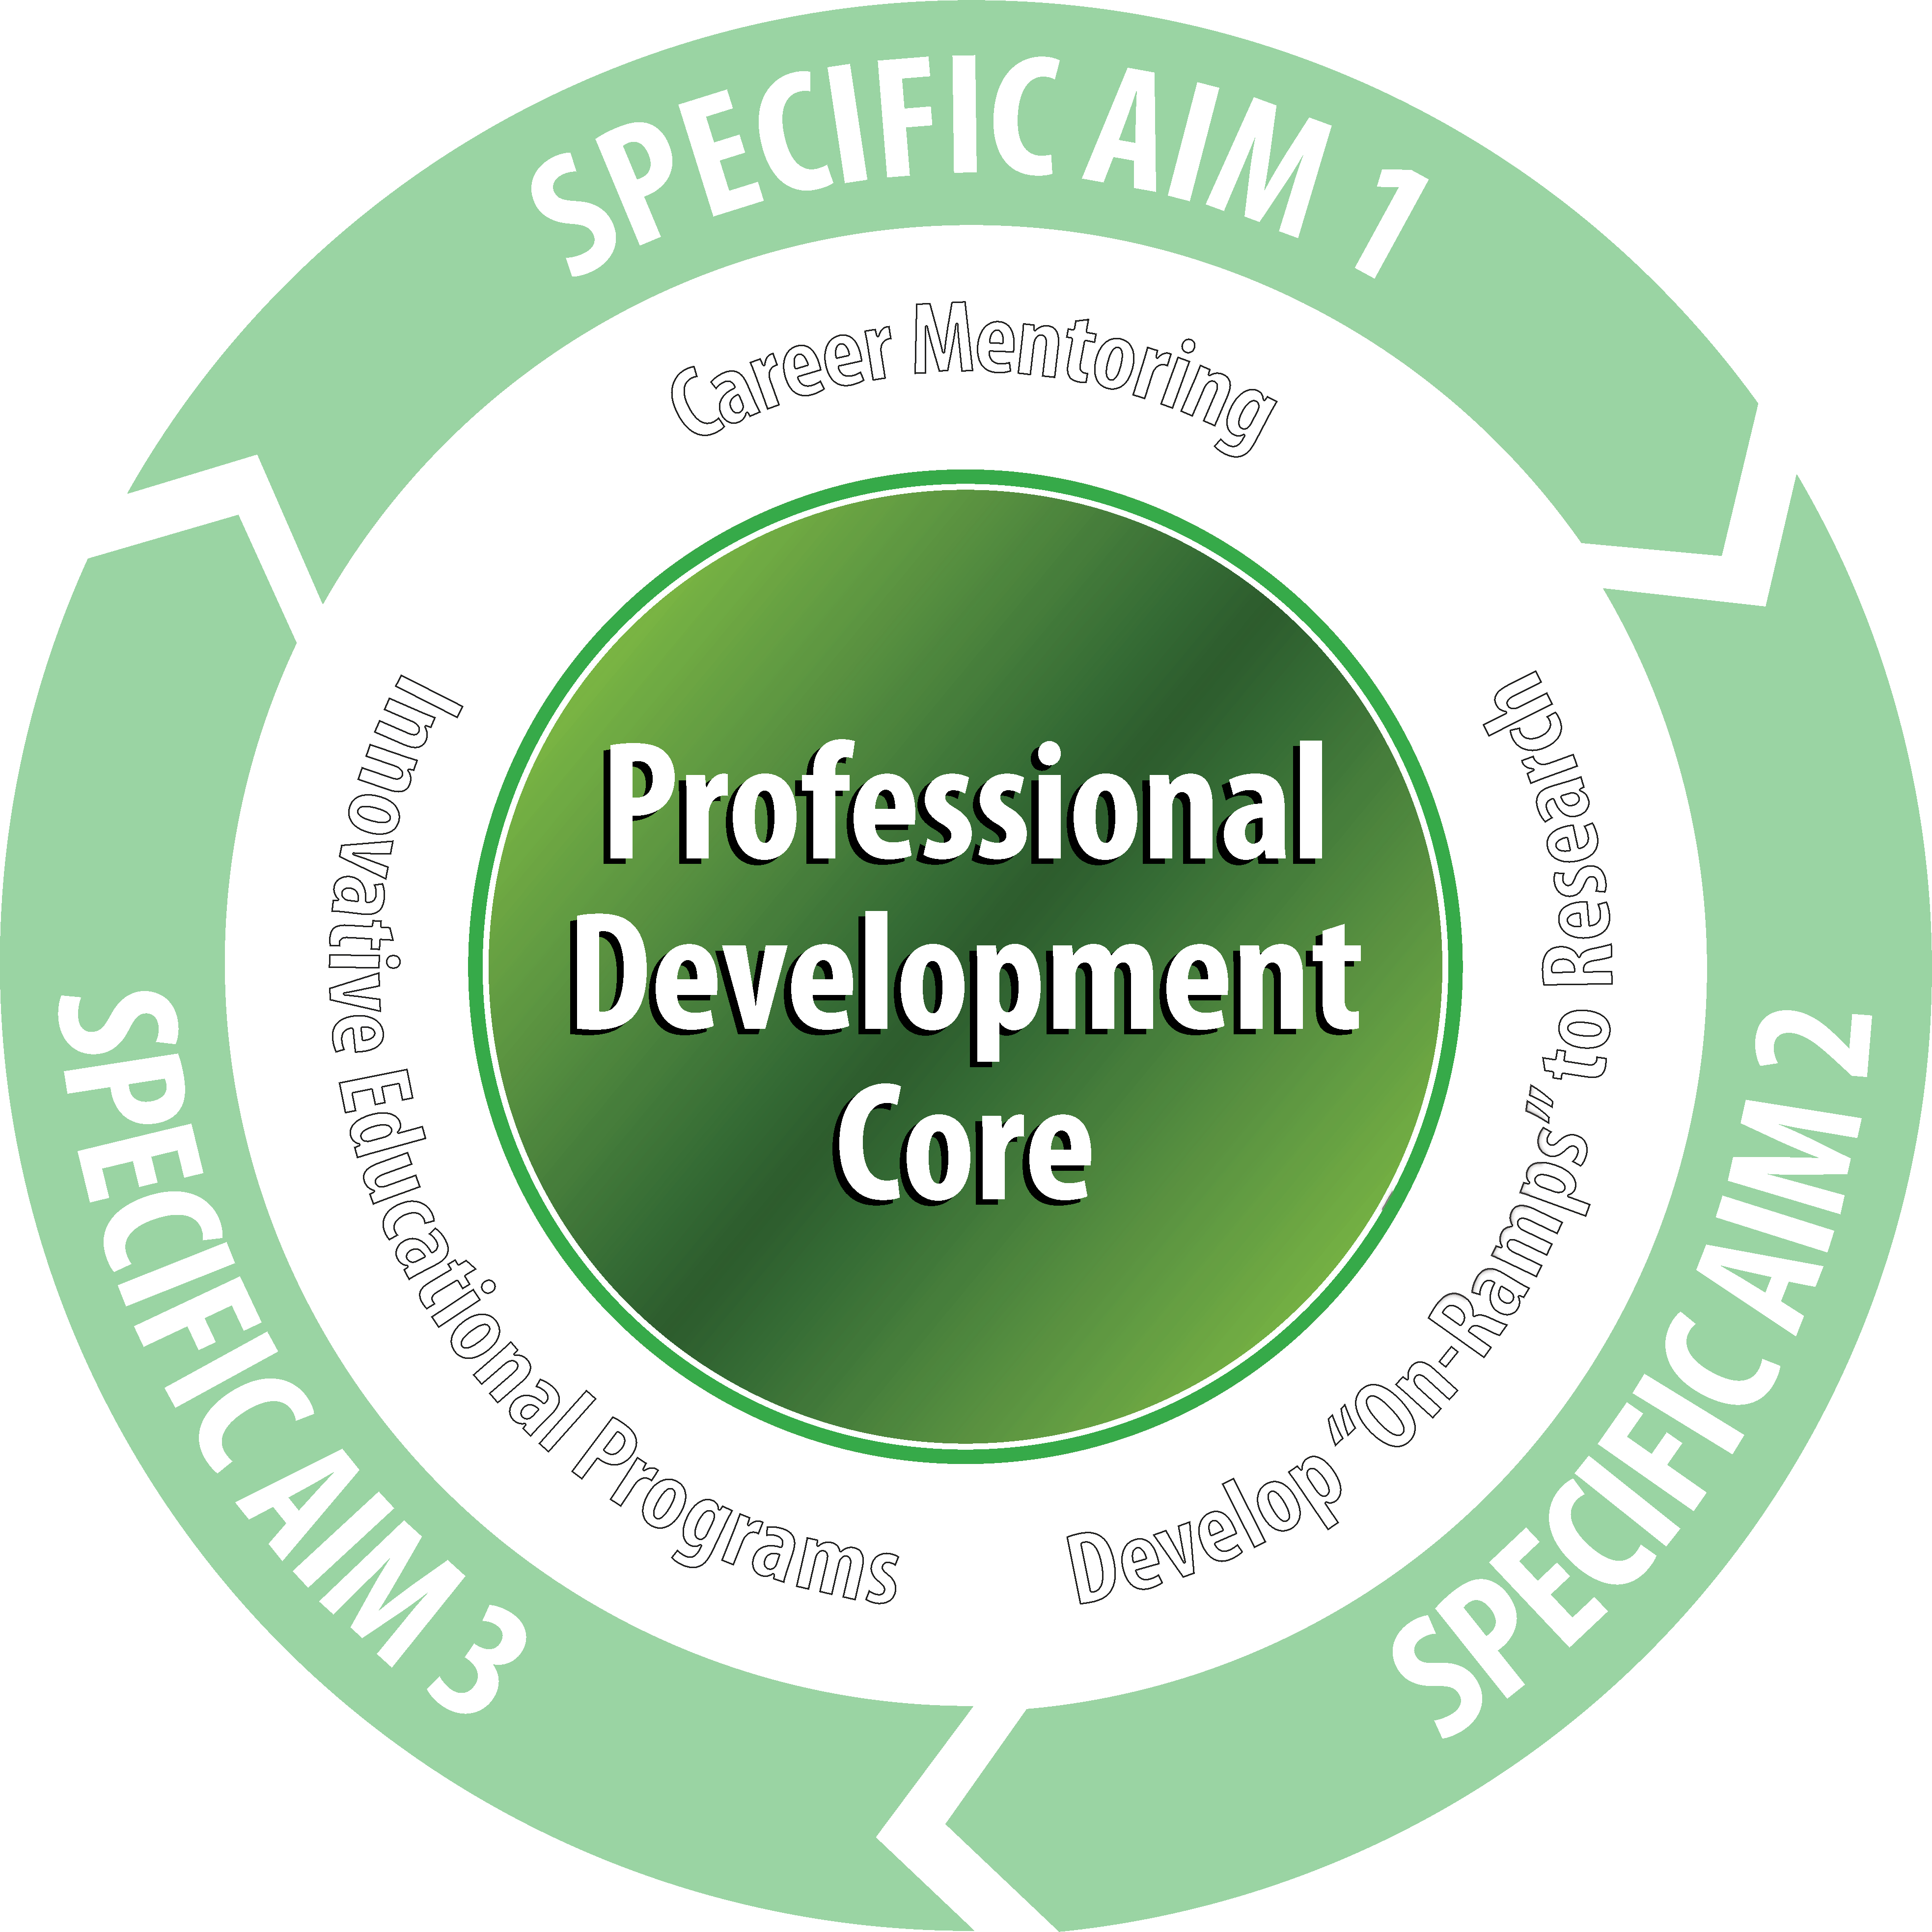 SPECIFIC AIM 1
Career Mentoring
Professional
Development
Core
SPECIFIC AIM 2
Develop “On-Ramps” to Research
SPECIFIC AIM 3
Innovative Educational Programs